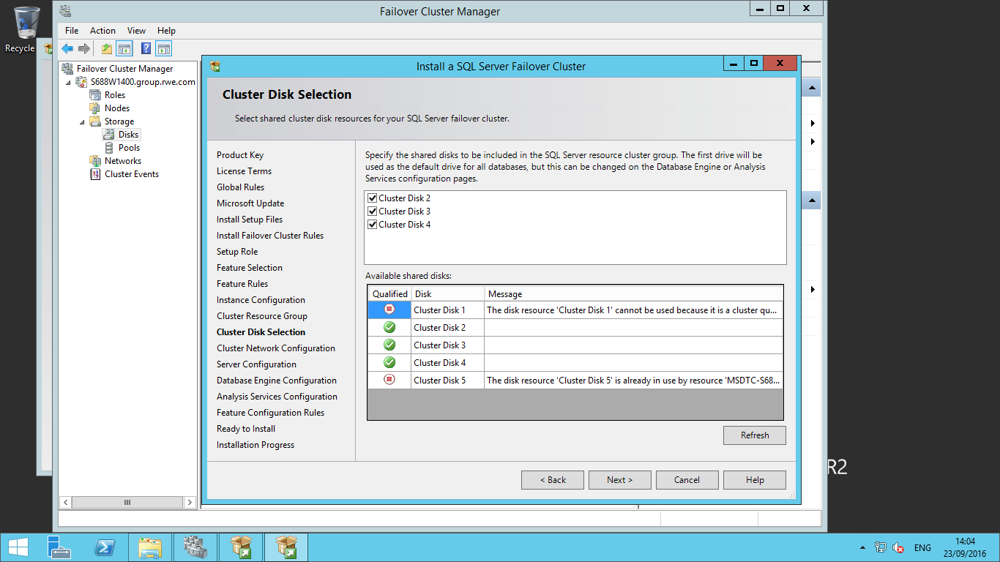 Recycle
Failover Cluster Manager
File Action View Help
Failover Cluster Manager
S688W1400.group.rwe.com
Roles
Nodes
Storage
Disks
Pools
Networks
Cluster Events
Install a SQL Server Failover Cluster
Cluster Disk Selection
Select shared cluster disk resources for your SQL Server failover cluster.
Product Key
License Terms
Global Rules
Microsoft Update
Install Setup Files
Install Failover Cluster Rules
Setup Role
Feature Selection
Feature Rules
Instance Configuration
Cluster Resource Group
Cluster Disk Selection
Cluster Network Configuration
Server Configuration
Database Engine Configuration
Analysis Services Configuration
Feature Configuration Rules
Ready to Install
Installation Progress
Specify the shared disks to be included in the SQL Server resource cluster group. The first drive will be
used as the default drive for all databases, but this can be changed on the Database Engine or Analysis
Services configuration pages.
Cluster Disk 2
Cluster Disk 3
Cluster Disk 4
Available shared disks:
Qualified Disk Message
Cluster Disk 1 The disk resource 'Cluster Disk 1' cannot be used because it is a cluster qu...
Cluster Disk 2
Cluster Disk 3
Cluster Disk 4
Cluster Disk 5 The disk resource 'Cluster Disk 5' is already in use by resource 'MSDTC-S68...
Refresh
< Back Next > Cancel Help
R2
ENG
14:04
23/09/2016